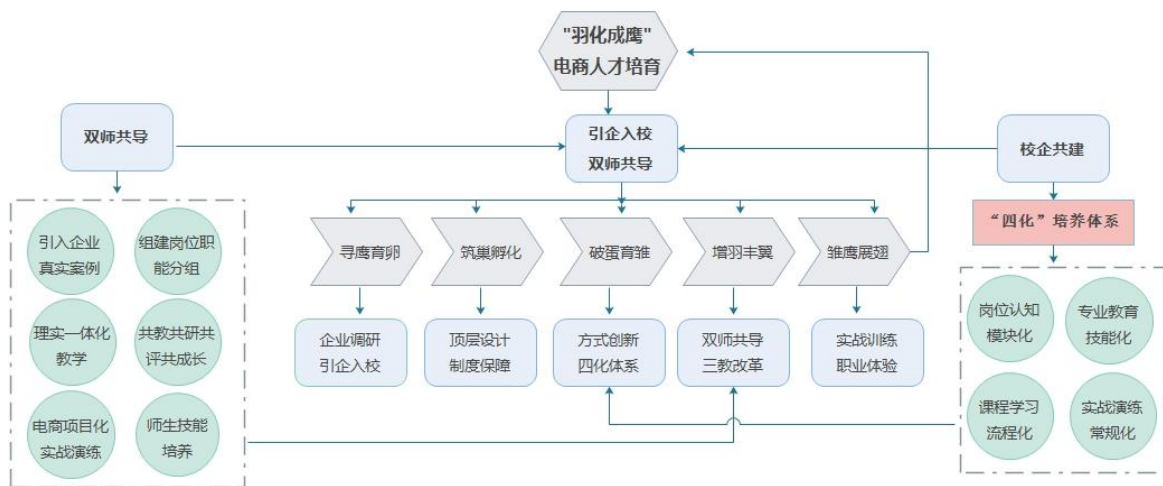 "羽化成鹰"
电商人才培育
双师共导
引企入校
双师共导
校企共建
“四化”培养体系
引入企业
真实案例
组建岗位职
能分组
理实一体化
教学
共教共研共
评共成长
电商项目化
实战演练
师生技能
培养
寻鹰育卵
筑巢孵化
破蛋育雏
增羽丰翼
雏鹰展翅
企业调研
引企入校
顶层设计
制度保障
方式创新
四化体系
双师共导
三教改革
实战训练
职业体验
岗位认知
模块化
专业教育
技能化
课程学习
流程化
实战演练
常规化